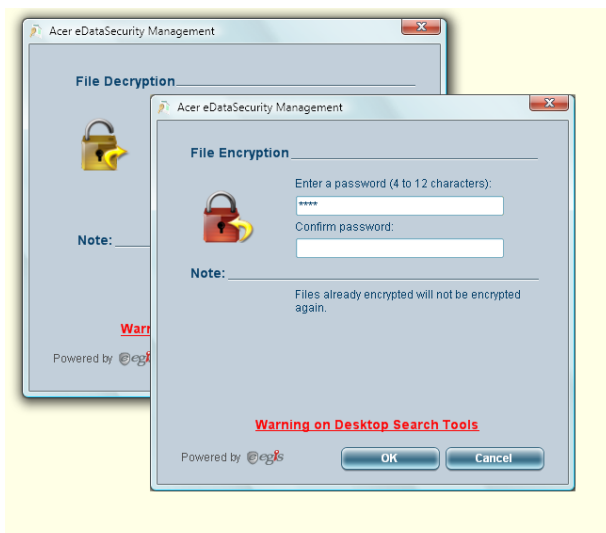 Acer eDataSecurity Management
File Decryption
Note:
Powered by egis
Acer eDataSecurity Management
File Encryption
Enter a password (4 to 12 characters):
****
Confirm password:
Note:
Files already encrypted will not be encrypted
again.
Warning on Desktop Search Tools
Powered by egis
OK
Cancel